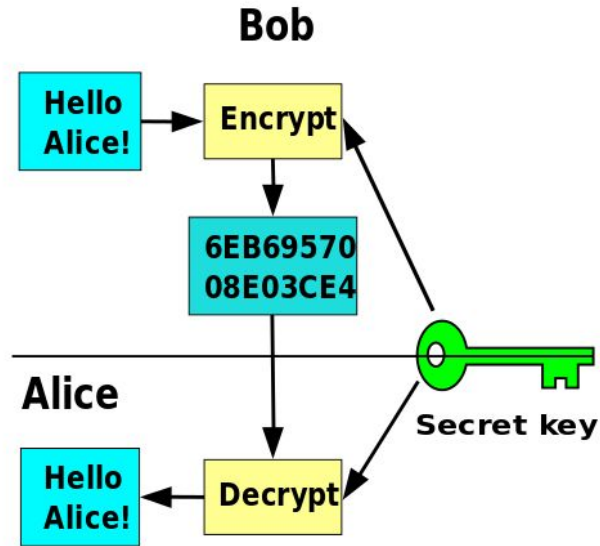 Bob
Hello
Alice!
Encrypt
6EB69570
08E03CE4
Alice
Secret key
Hello
Alice!
Decrypt